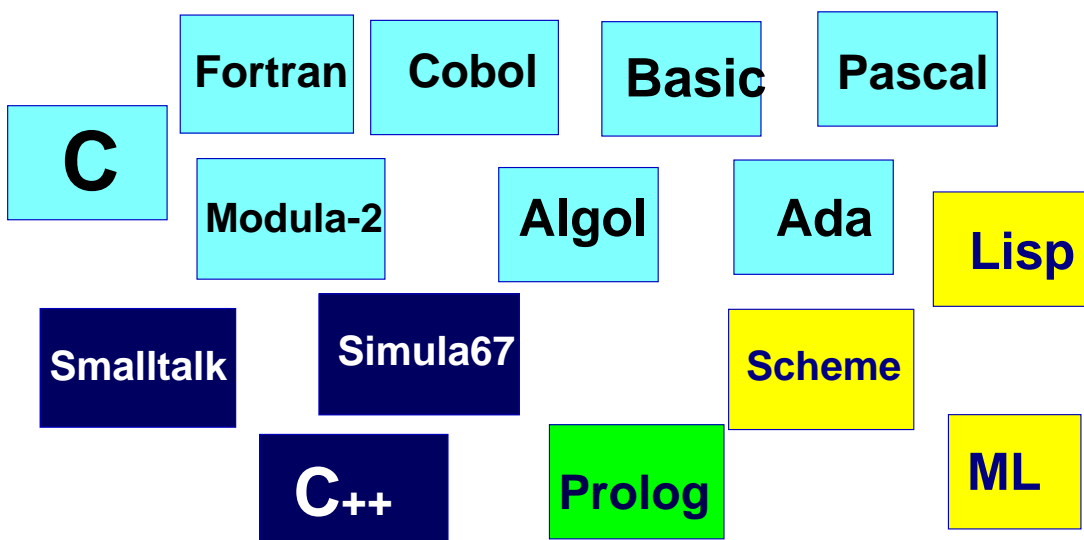 Fortran
Cobol
Basic
Pascal
C
Modula-2
Algol
Ada
Lisp
Smalltalk
Simula67
Scheme
C++
Prolog
ML